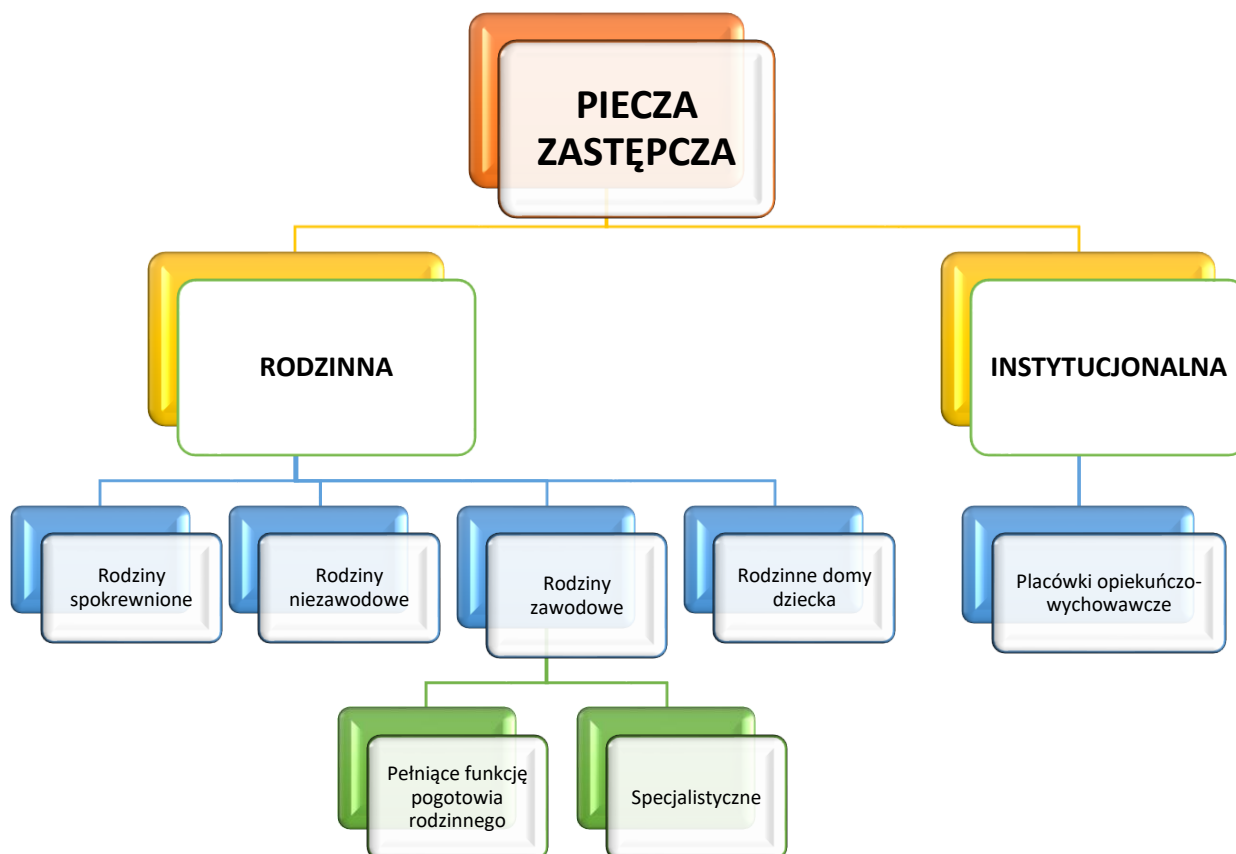 PIECZA
ZASTĘPCZA
RODZINNA
INSTYTUCJONALNA
Rodziny
spokrewnione
Rodziny
niezawodowe
Rodziny
zawodowe
Rodzinne domy
dziecka
Placówki opiekuńczo-
wychowawcze
Pełniące funkcję
pogotowia
rodzinnego
Specjalistyczne